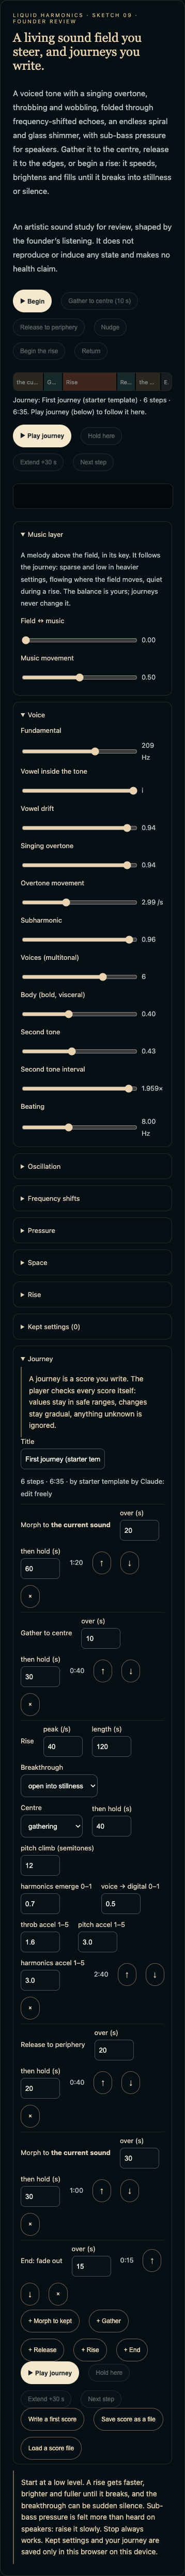 LIQUID HARMONICS · SKETCH 09 ·
FOUNDER REVIEW
A living sound field you
steer, and journeys you
write.
A voiced tone with a singing overtone,
throbbing and wobbling, folded through
frequency-shifted echoes, an endless spiral
and glass shimmer, with sub-bass pressure
for speakers. Gather it to the centre, release
it to the edges, or begin a rise: it speeds,
brightens and fills until it breaks into stillness
or silence.
An artistic sound study for review, shaped by
the founder's listening. It does not
reproduce or induce any state and makes no
health claim.
▶ Begin
Gather to centre (10 s)
Release to periphery
Nudge
Begin the rise
Return
the cu…
G…
Rise
Re…
the …
E.
Journey: First journey (starter template) · 6 steps ·
6:35. Play journey (below) to follow it here.
▶ Play journey
Hold here
Extend +30 s
Next step
▼ Music layer
A melody above the field, in its key. It follows
the journey: sparse and low in heavier
settings, flowing where the field moves, quiet
during a rise. The balance is yours; journeys
never change it.
Field ↔ music
0.00
Music movement
0.50
▼ Voice
Fundamental
209
Hz
Vowel inside the tone
i
Vowel drift
0.94
Singing overtone
0.94
Overtone movement
2.99 /s
Subharmonic
0.96
Voices (multitonal)
6
Body (bold, visceral)
0.40
Second tone
0.43
Second tone interval
1.959×
Beating
8.00
Hz
▶ Oscillation
▶ Frequency shifts
▶ Pressure
▶ Space
▶ Rise
▶ Kept settings (0)
▼ Journey
A journey is a score you write. The
player checks every score itself:
values stay in safe ranges, changes
stay gradual, anything unknown is
ignored.
Title
First journey (starter tem
6 steps · 6:35 · by starter template by Claude:
edit freely
Morph to the current sound
over (s)
20
then hold (s)
60
1:20
↑
↓
×
Gather to centre
over (s)
10
then hold (s)
30
0:40
↑
↓
×
Rise
peak (/s)
40
length (s)
120
Breakthrough
open into stillness
Centre
gathering
then hold (s)
40
pitch climb (semitones)
12
harmonics emerge 0–1
0.7
voice → digital 0–1
0.5
throb accel 1–5
1.6
pitch accel 1–5
3.0
harmonics accel 1–5
3.0
2:40
↑
↓
×
Release to periphery
over (s)
20
then hold (s)
20
0:40
↑
↓
×
Morph to the current sound
over (s)
30
then hold (s)
30
1:00
↑
↓
×
End: fade out
over (s)
15
0:15
↑
↓
×
+ Morph to kept
+ Gather
+ Release
+ Rise
+ End
▶ Play journey
Hold here
Extend +30 s
Next step
Write a first score
Save score as a file
Load a score file
Start at a low level. A rise gets faster,
brighter and fuller until it breaks, and the
breakthrough can be sudden silence. Sub-
bass pressure is felt more than heard on
speakers: raise it slowly. Stop always
works. Kept settings and your journey are
saved only in this browser on this device.